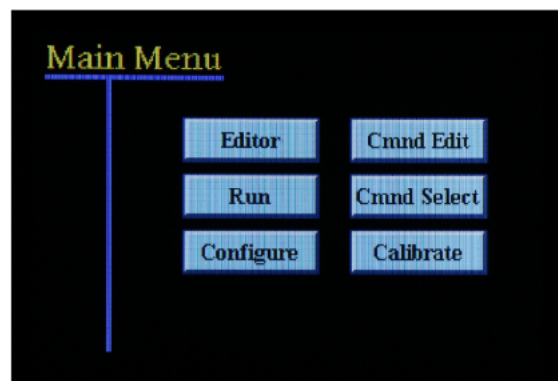 Main Menu
Editor
Cmnd Edit
Run
Cmnd Select
Configure
Calibrate